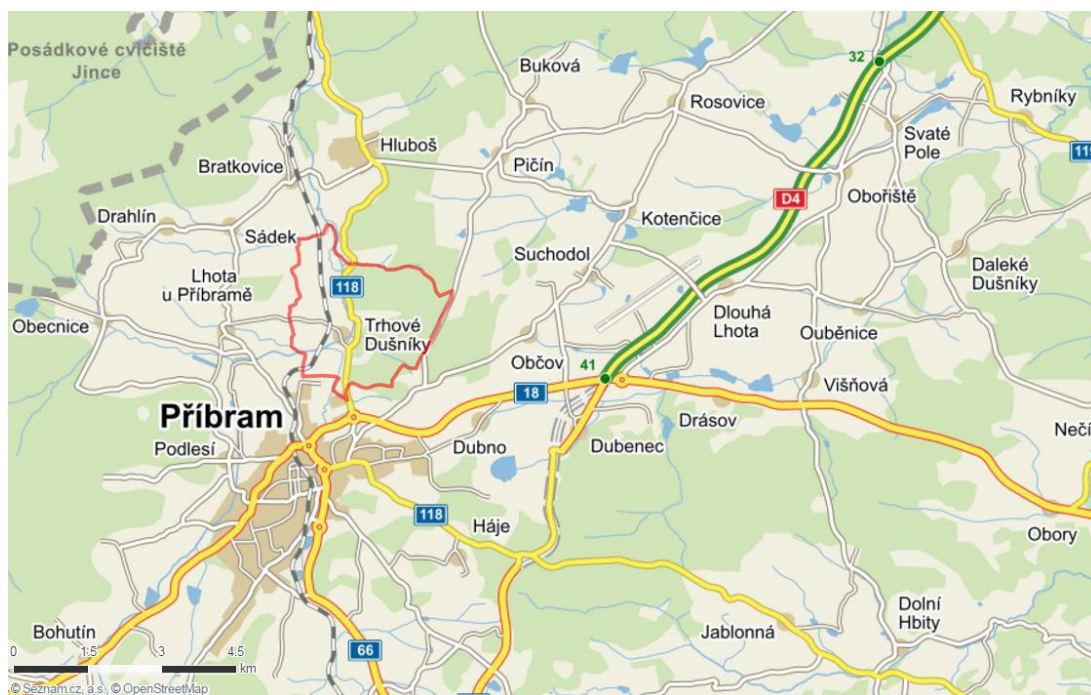 Posádkové cvičiště
Jince
32
Buková
Rosovice
Rybníky
Svaté
Pole
119
Hluboš
Bratkovice
Pičín
D4
Obořiště
Drahlín
Kotenčice
Sádek
Suchodol
Daleké
Dušníky
Lhota
u Příbramě
118
Obecnice
Trhové
Dušníky
Dlouhá
Lhota
Ouběnice
Občov
41
Višňová
18
Příbram
Drásov
Nečí
Podlesí
Dubno
Dubenec
118
Háje
Obory
Dolní
Hbity
Bohutín
Jablonná
66
0 1.5 3 4.5
km
© Seznam.cz, a.s., © OpenStreetMap